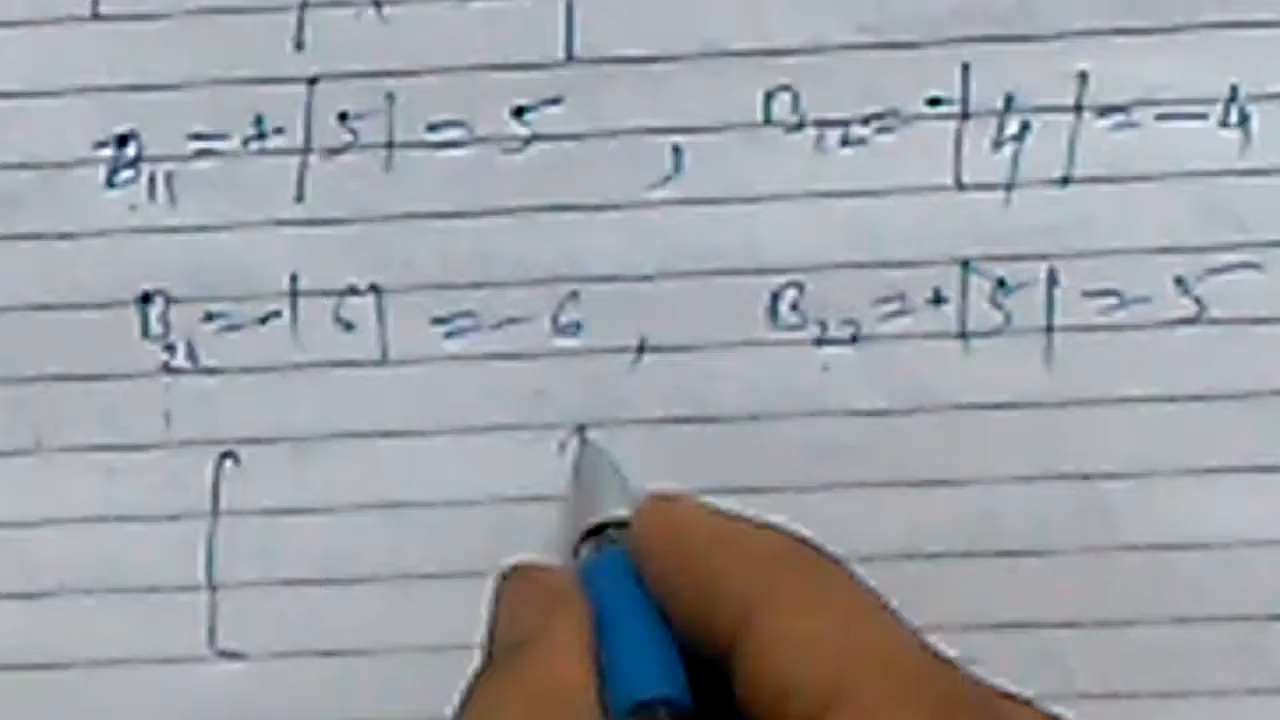 B₁₁ = + |5| = 5 , B₁₂ = - |4| = -4
B₂₁ = - |6| = -6 , B₂₂ = + |5| = 5
[